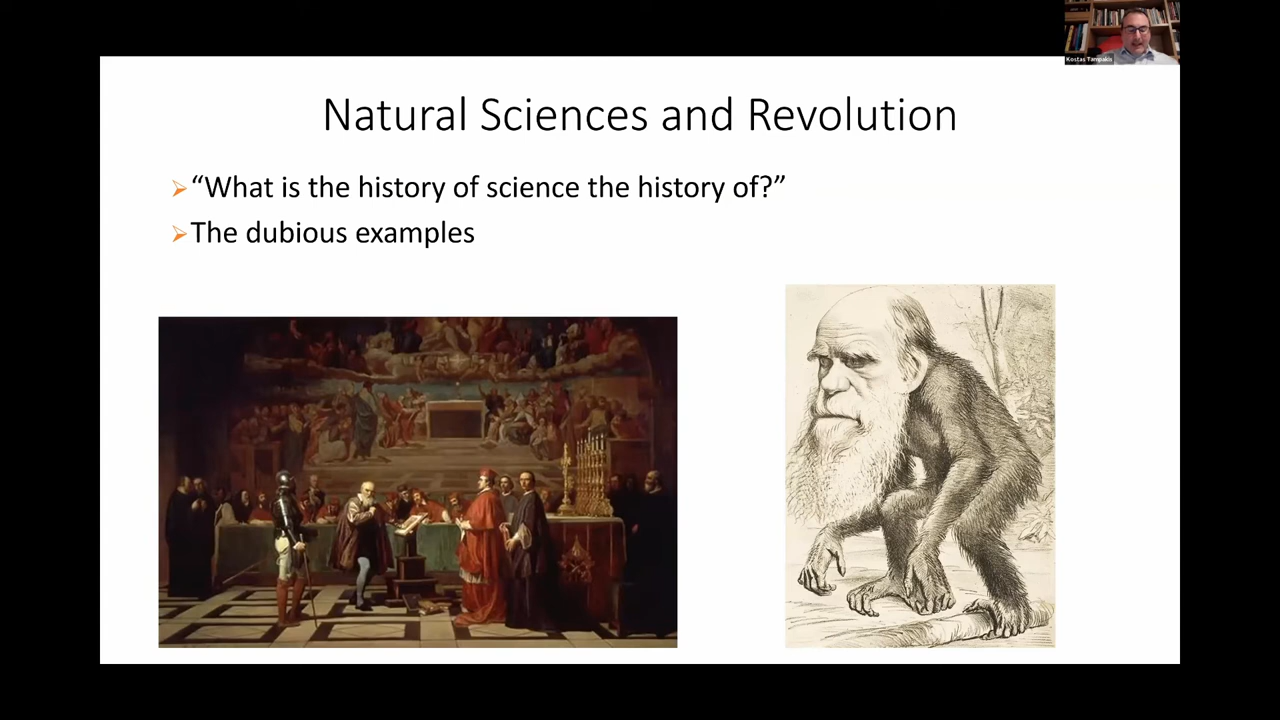 Kostas Tampakis
Natural Sciences and Revolution
“What is the history of science the history of?”
The dubious examples